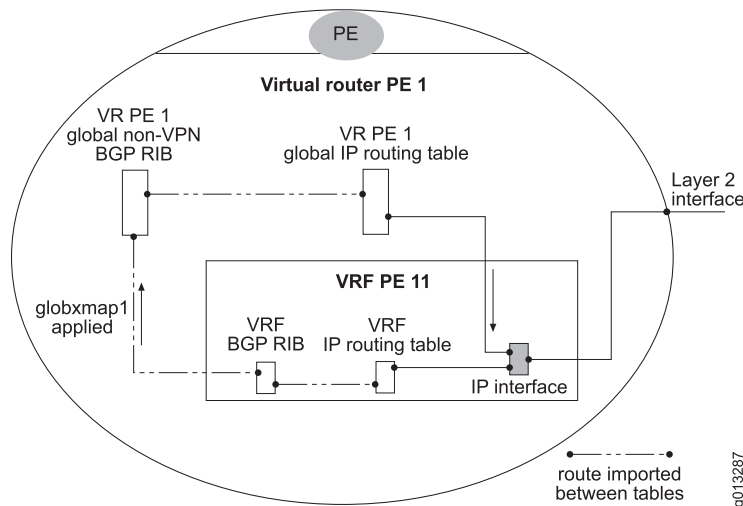 PE
Virtual router PE 1
VR PE 1
global non-VPN
BGP RIB
VR PE 1
global IP routing table
Layer 2
interface
VRF PE 11
globxmap1
applied
VRF
BGP RIB
VRF
IP routing table
IP interface
route imported
between tables
g013287